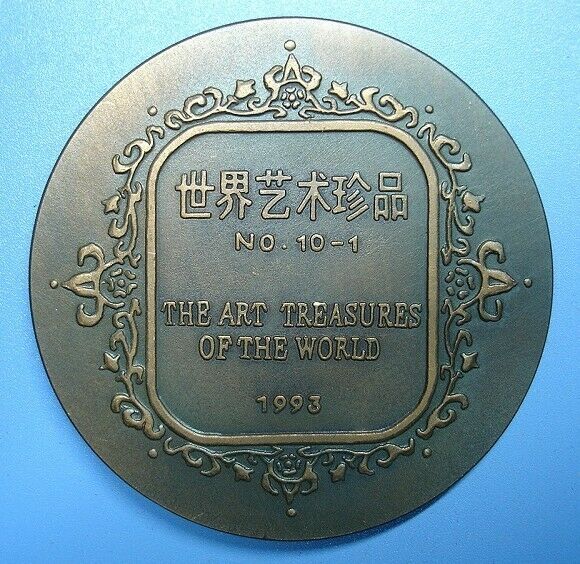 世界艺术珍品
NO. 10-1
THE ART TREASURES
OF THE WORLD
1993